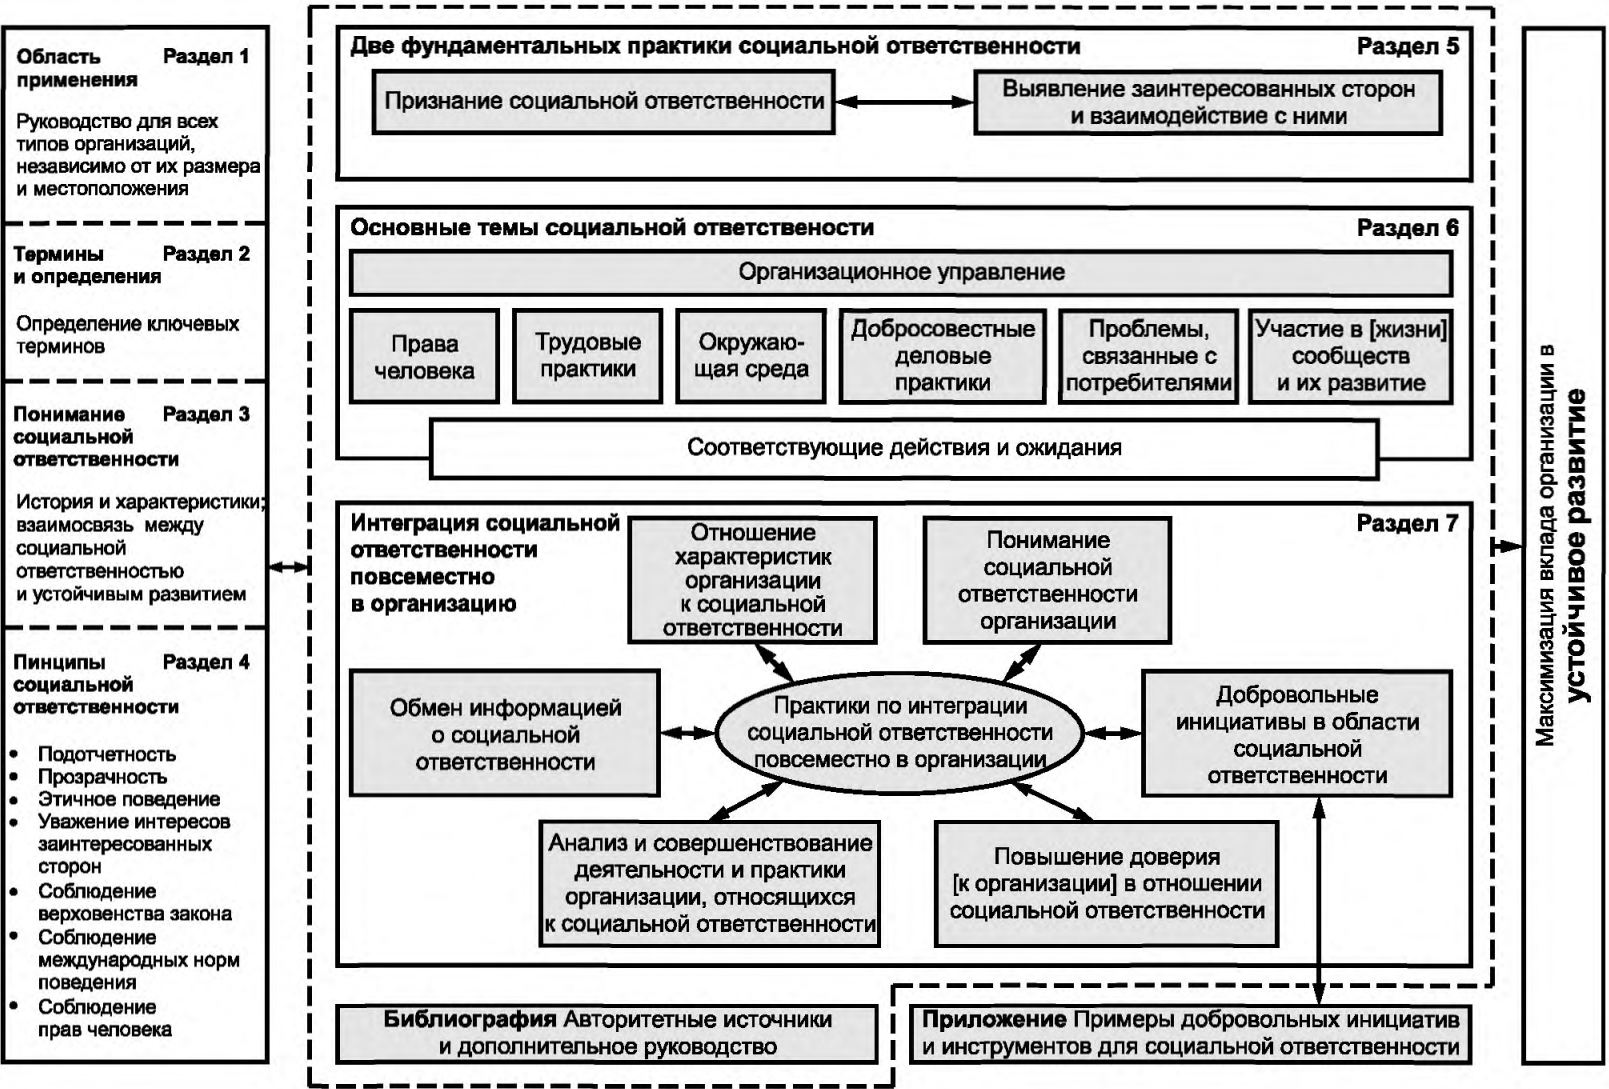 Область Раздел 1
применения
Руководство для всех
типов организаций,
независимо от их размера
и местоположения
Термины Раздел 2
и определения
Определение ключевых
терминов
Понимание Раздел 3
социальной
ответственности
История и характеристики;
взаимосвязь между
социальной
ответственностью
и устойчивым развитием
Пинципы Раздел 4
социальной
ответственности
• Подотчетность
• Прозрачность
• Этичное поведение
• Уважение интересов
заинтересованных
сторон
• Соблюдение
верховенства закона
• Соблюдение
международных норм
поведения
• Соблюдение
прав человека
Две фундаментальных практики социальной ответственности Раздел 5
Признание социальной ответственности
Выявление заинтересованных сторон
и взаимодействие с ними
Основные темы социальной ответствености Раздел 6
Организационное управление
Права
человека
Трудовые
практики
Окружаю-
щая среда
Добросовестные
деловые
практики
Проблемы,
связанные с
потребителями
Участие в [жизни]
сообществ
и их развитие
Соответствующие действия и ожидания
Интеграция социальной Раздел 7
ответственности
повсеместно
в организацию
Отношение
характеристик
организации
к социальной
ответственности
Понимание
социальной
ответственности
организации
Обмен информацией
о социальной
ответственности
Практики по интеграции
социальной ответственности
повсеместно в организации
Добровольные
инициативы в области
социальной
ответственности
Анализ и совершенствование
деятельности и практики
организации, относящихся
к социальной ответственности
Повышение доверия
[к организации] в отношении
социальной ответственности
Библиография Авторитетные источники
и дополнительное руководство
Приложение Примеры добровольных инициатив
и инструментов для социальной ответственности
Максимизация вклада организации в
устойчивое развитие